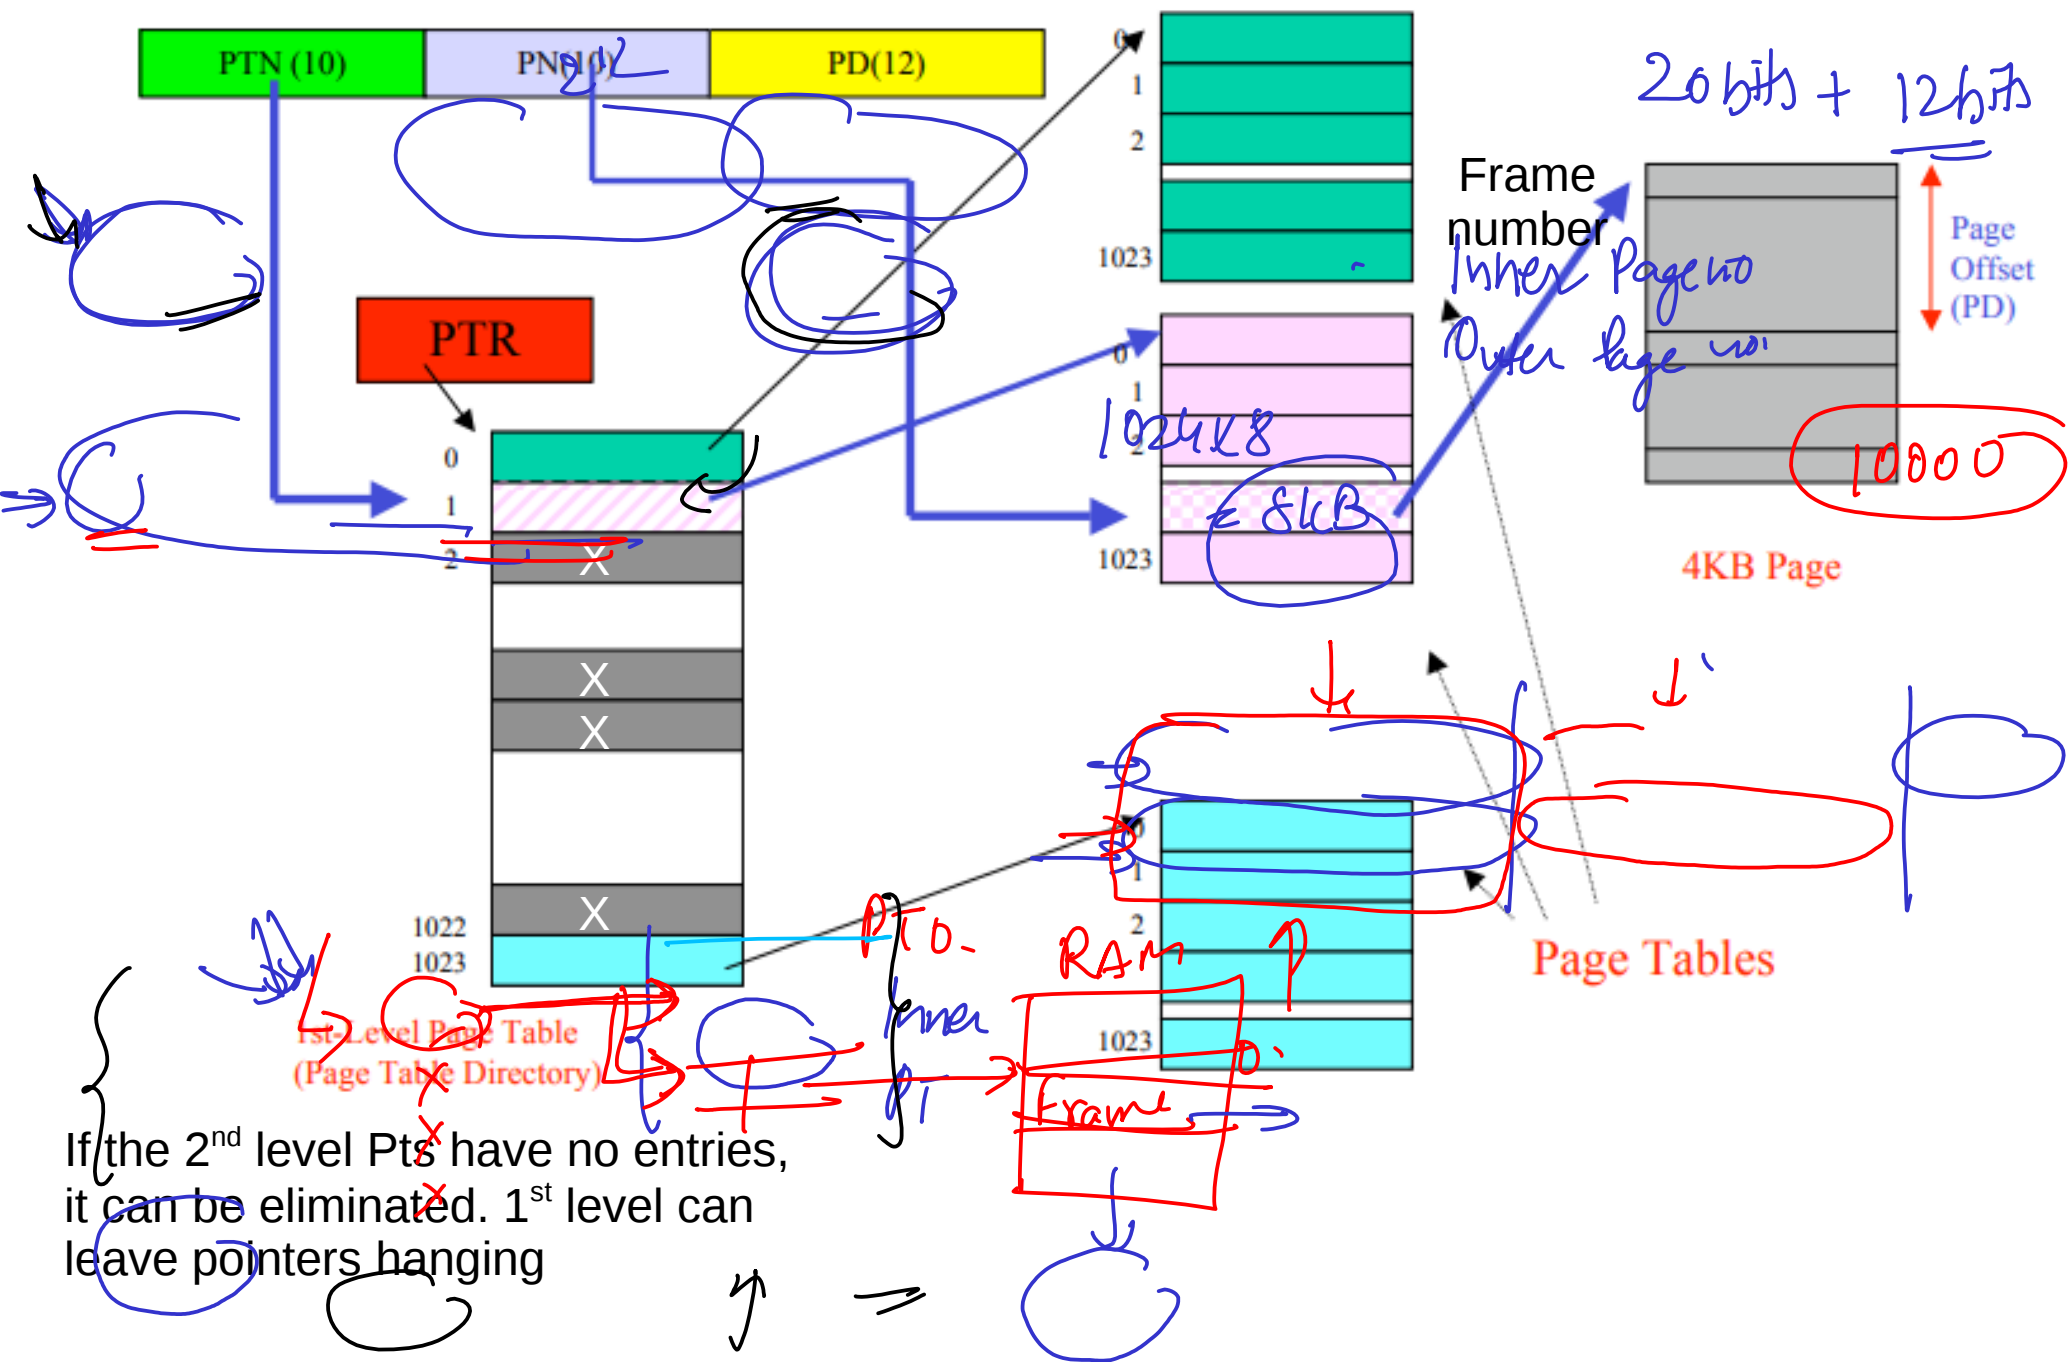 PTN (10)
PN(10)
PD(12)
20 bits + 12 bits
0
1
2
1023
Frame
number
Inner Page no
Outer Page no.
Page
Offset
(PD)
PTR
0
1
2
X
X
X
X
1022
1023
0
1
2
1023
1024x8
= 8KB
10000
4KB Page
0
1
2
1023
Page Tables
PTO.
RAM
Inner
PT
Frame
1st-Level Page Table
(Page Table Directory)
If the 2nd level Pts have no entries,
it can be eliminated. 1st level can
leave pointers hanging